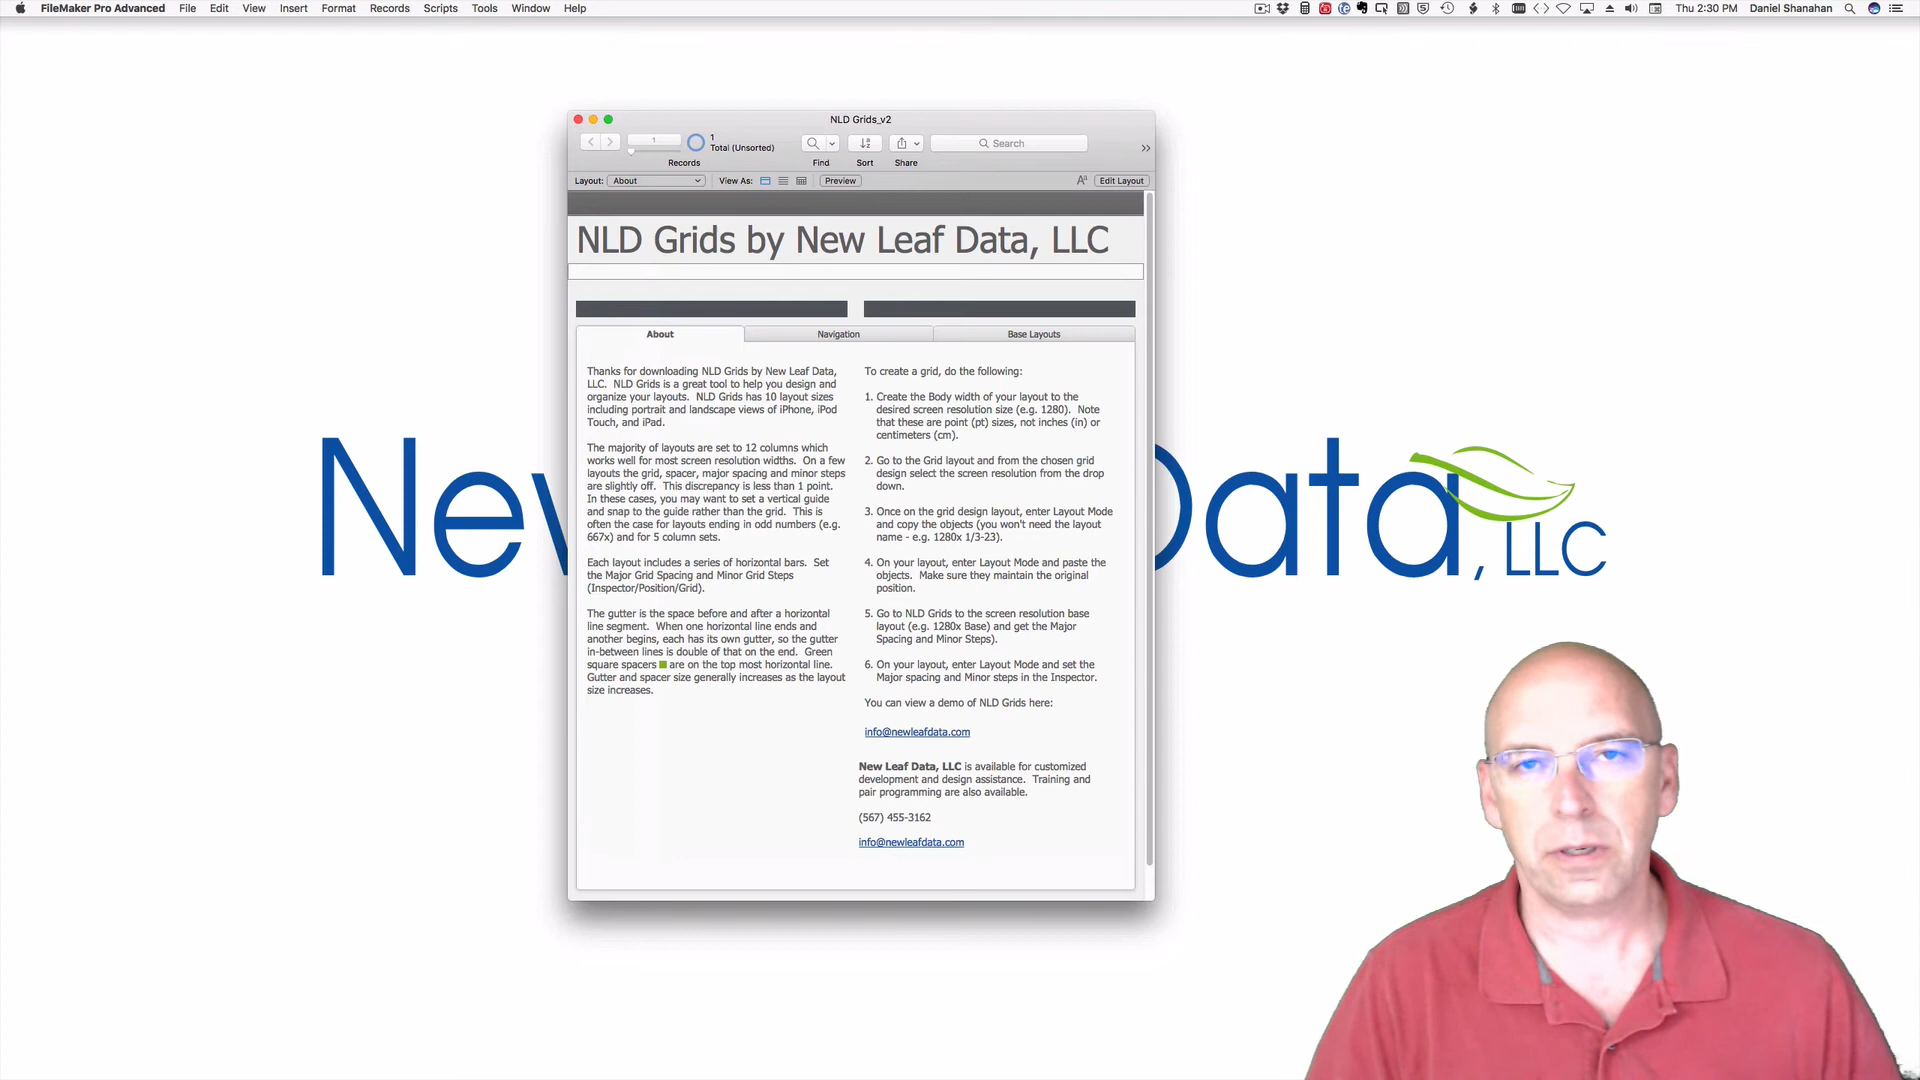 FileMaker Pro Advanced File Edit View Insert Format Records Scripts Tools Window Help Thu 2:30 PM Daniel Shanahan
NLD Grids_v2
1
1
Total (Unsorted)
Search
Records Find Sort Share
Layout: About View As: Preview Edit Layout
NLD Grids by New Leaf Data, LLC
About Navigation Base Layouts
Thanks for downloading NLD Grids by New Leaf Data,
LLC. NLD Grids is a great tool to help you design and
organize your layouts. NLD Grids has 10 layout sizes
including portrait and landscape views of iPhone, iPod
Touch, and iPad.
The majority of layouts are set to 12 columns which
works well for most screen resolution widths. On a few
layouts the grid, spacer, major spacing and minor steps
are slightly off. This discrepancy is less than 1 point.
In these cases, you may want to set a vertical guide
and snap to the guide rather than the grid. This is
often the case for layouts ending in odd numbers (e.g.
667x) and for 5 column sets.
Each layout includes a series of horizontal bars. Set
the Major Grid Spacing and Minor Grid Steps
(Inspector/Position/Grid).
The gutter is the space before and after a horizontal
line segment. When one horizontal line ends and
another begins, each has its own gutter, so the gutter
in-between lines is double of that on the end. Green
square spacers are on the top most horizontal line.
Gutter and spacer size generally increases as the layout
size increases.
To create a grid, do the following:
1. Create the Body width of your layout to the
desired screen resolution size (e.g. 1280). Note
that these are point (pt) sizes, not inches (in) or
centimeters (cm).
2. Go to the Grid layout and from the chosen grid
design select the screen resolution from the drop
down.
3. Once on the grid design layout, enter Layout Mode
and copy the objects (you won't need the layout
name - e.g. 1280x 1/3-23).
4. On your layout, enter Layout Mode and paste the
objects. Make sure they maintain the original
position.
5. Go to NLD Grids to the screen resolution base
layout (e.g. 1280x Base) and get the Major
Spacing and Minor Steps).
6. On your layout, enter Layout Mode and set the
Major spacing and Minor steps in the Inspector.
You can view a demo of NLD Grids here:
info@newleafdata.com
New Leaf Data, LLC is available for customized
development and design assistance. Training and
pair programming are also available.
(567) 455-3162
info@newleafdata.com
New Data, LLC